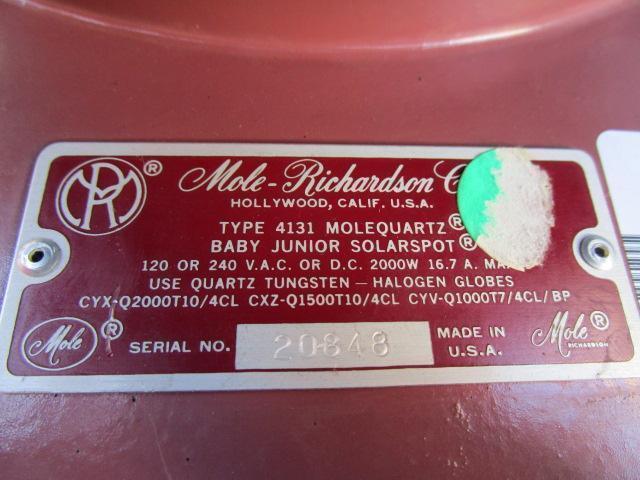 MR ®
Mole-Richardson
HOLLYWOOD, CALIF. U.S.A.
TYPE 4131 MOLEQUARTZ®
BABY JUNIOR SOLARSPOT®
120 OR 240 V.A.C. OR D.C. 2000W 16.7 A.
USE QUARTZ TUNGSTEN — HALOGEN GLOBES
CYX-Q2000T10/4CL CXZ-Q1500T10/4CL CYV-Q1000T7/4CL/BP
Mole ®
SERIAL NO. 20848
MADE IN
U.S.A.
Mole ®
RICHARDSON